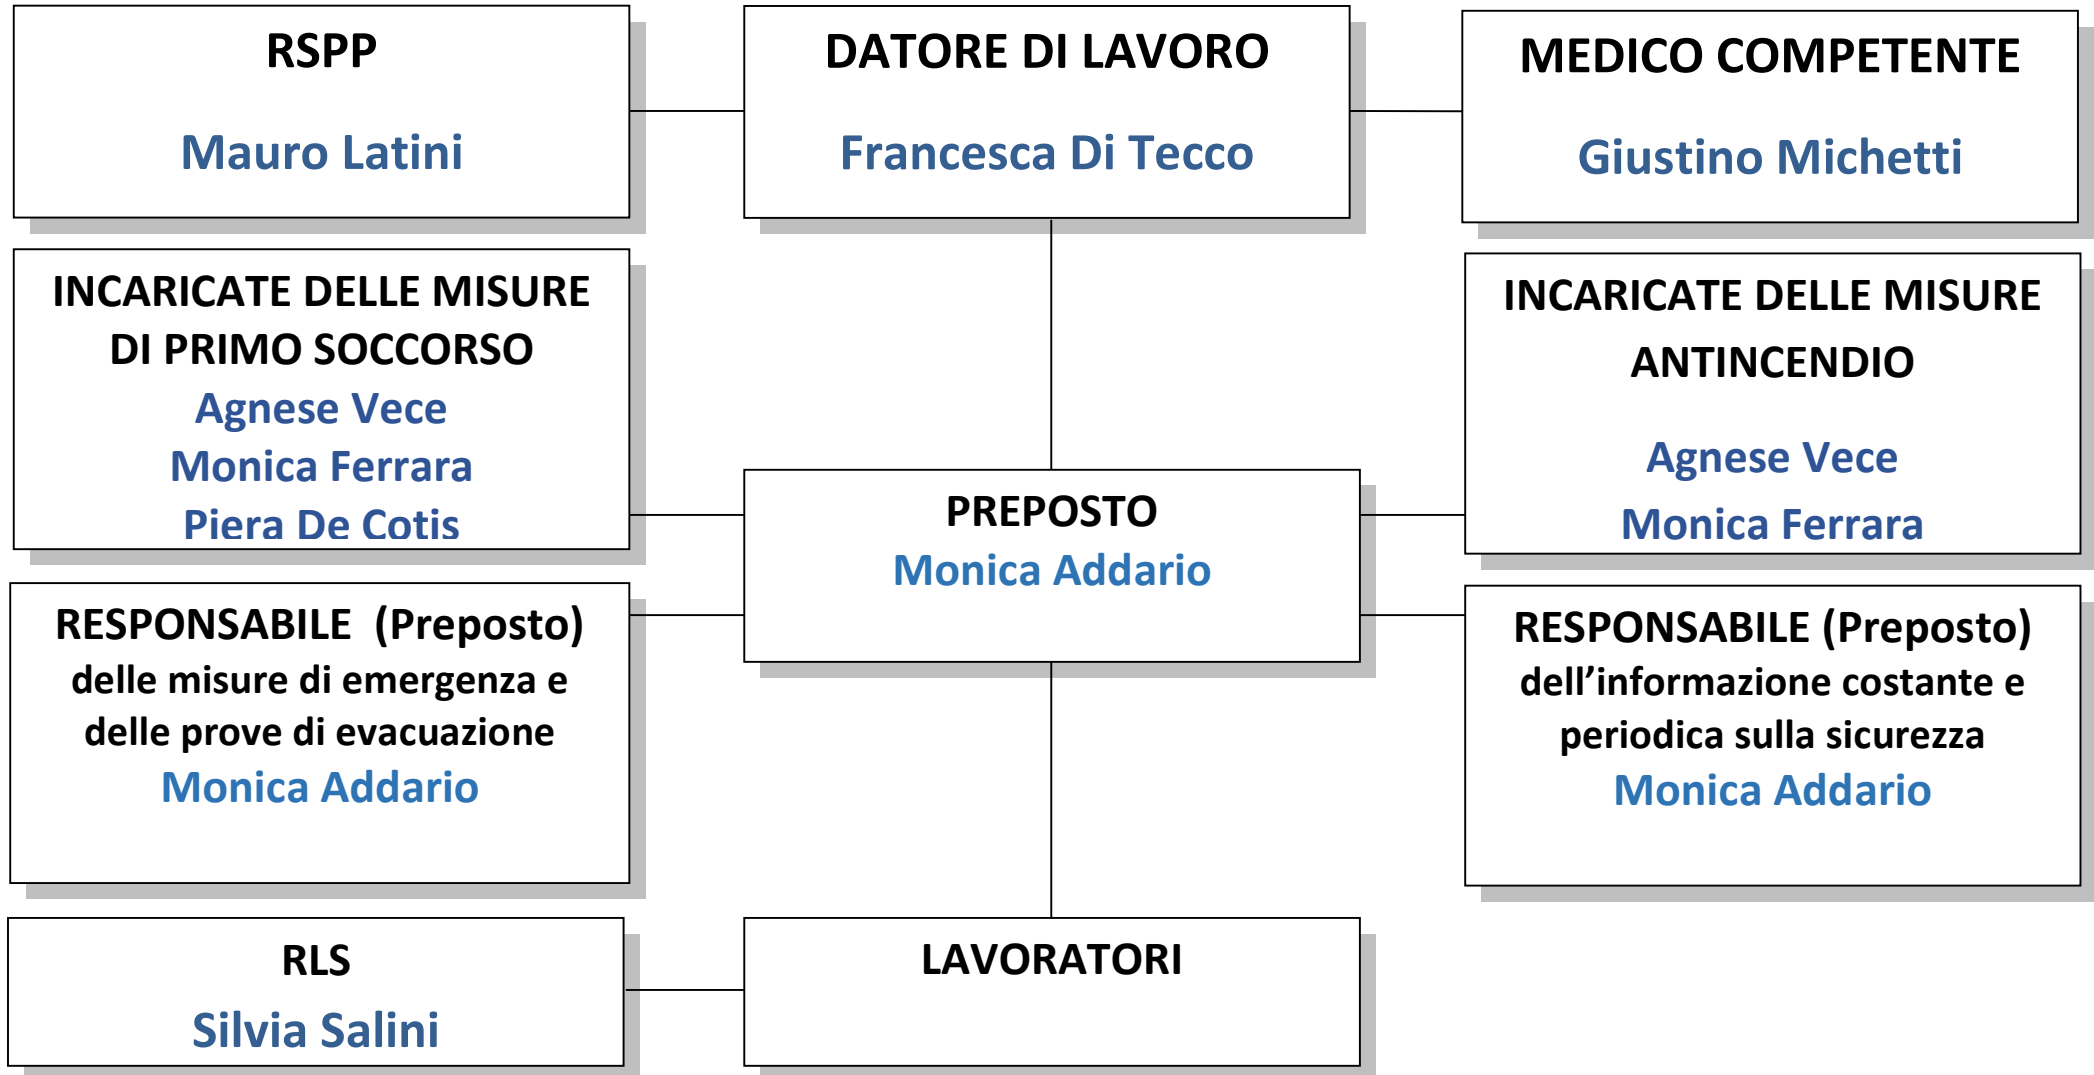 RSPP
Mauro Latini
DATORE DI LAVORO
Francesca Di Tecco
MEDICO COMPETENTE
Giustino Michetti
INCARICATE DELLE MISURE
DI PRIMO SOCCORSO
Agnese Vece
Monica Ferrara
Piera De Cotis
PREPOSTO
Monica Addario
INCARICATE DELLE MISURE
ANTINCENDIO
Agnese Vece
Monica Ferrara
RESPONSABILE  (Preposto)
delle misure di emergenza e
delle prove di evacuazione
Monica Addario
RESPONSABILE (Preposto)
dell’informazione costante e
periodica sulla sicurezza
Monica Addario
RLS
Silvia Salini
LAVORATORI